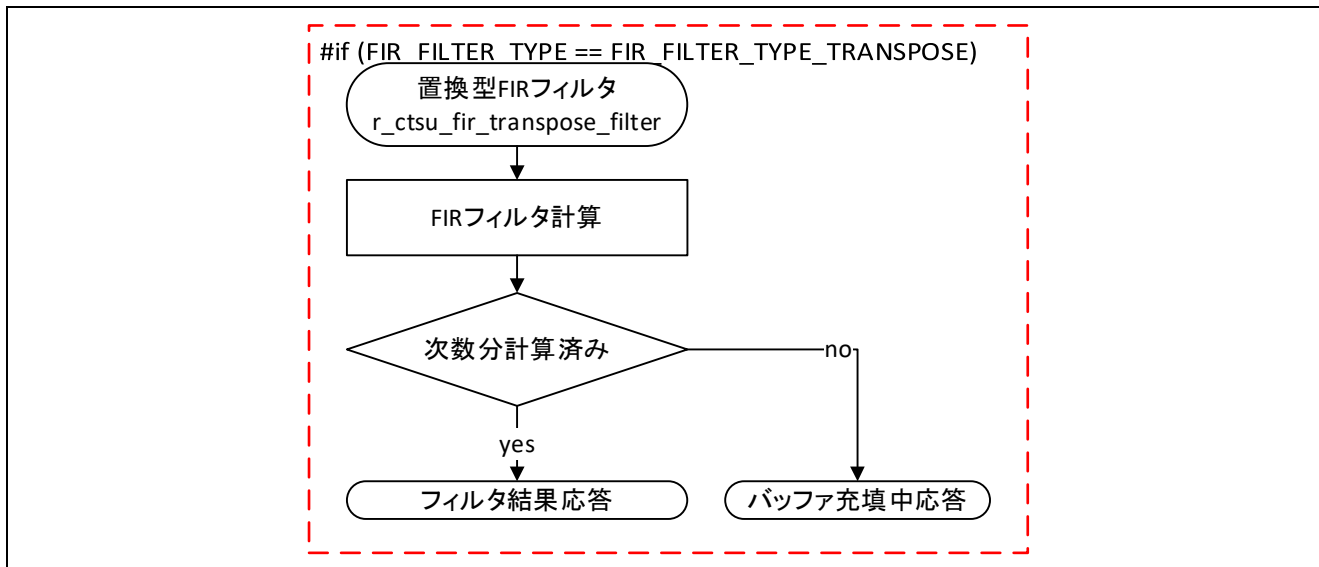 #if (FIR_FILTER_TYPE == FIR_FILTER_TYPE_TRANSPOSE)
置換型FIRフィルタ
r_ctsu_fir_transpose_filter
FIRフィルタ計算
次数分計算済み
no
yes
フィルタ結果応答
バッファ充填中応答